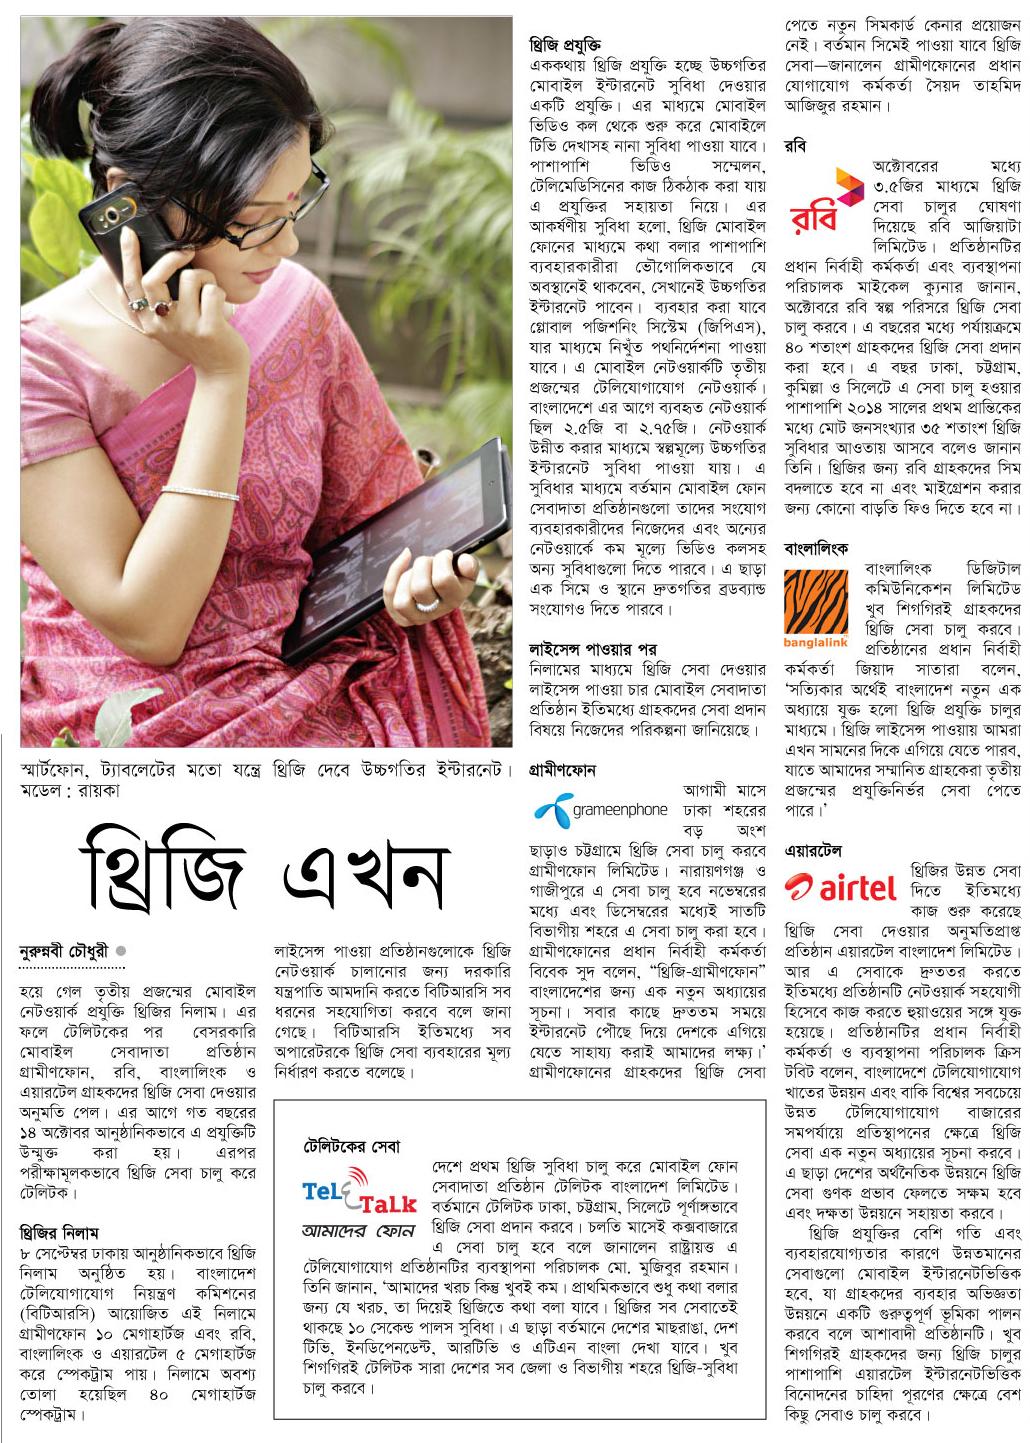 স্মার্টফোন, ট্যাবলেটের মতো যন্ত্রে থ্রিজি দেবে উচ্চগতির ইন্টারনেট।
মডেল : রায়কা
থ্রিজি এখন
নুরুন্নবী চৌধুরী
হয়ে গেল তৃতীয় প্রজন্মের মোবাইল
নেটওয়ার্ক প্রযুক্তি থ্রিজির নিলাম। এর
ফলে টেলিটকের পর বেসরকারি
মোবাইল সেবাদাতা প্রতিষ্ঠান
গ্রামীণফোন, রবি, বাংলালিংক ও
এয়ারটেল গ্রাহকদের থ্রিজি সেবা দেওয়ার
অনুমতি পেল। এর আগে গত বছরের
১৪ অক্টোবর আনুষ্ঠানিকভাবে এ প্রযুক্তিটি
উন্মুক্ত করা হয়। এরপর
পরীক্ষামূলকভাবে থ্রিজি সেবা চালু করে
টেলিটক।
থ্রিজির নিলাম
৮ সেপ্টেম্বর ঢাকায় আনুষ্ঠানিকভাবে থ্রিজি
নিলাম অনুষ্ঠিত হয়। বাংলাদেশ
টেলিযোগাযোগ নিয়ন্ত্রণ কমিশনের
(বিটিআরসি) আয়োজিত এই নিলামে
গ্রামীণফোন ১০ মেগাহার্টজ এবং রবি,
বাংলালিংক ও এয়ারটেল ৫ মেগাহার্টজ
করে স্পেকট্রাম পায়। নিলামে অবশ্য
তোলা হয়েছিল ৪০ মেগাহার্টজ
স্পেকট্রাম।
লাইসেন্স পাওয়া প্রতিষ্ঠানগুলোকে থ্রিজি
নেটওয়ার্ক চালানোর জন্য দরকারি
যন্ত্রপাতি আমদানি করতে বিটিআরসি সব
ধরনের সহযোগিতা করবে বলে জানা
গেছে। বিটিআরসি ইতিমধ্যে সব
অপারেটরকে থ্রিজি সেবা ব্যবহারের মূল্য
নির্ধারণ করতে বলেছে।
থ্রিজি প্রযুক্তি
এককথায় থ্রিজি প্রযুক্তি হচ্ছে উচ্চগতির
মোবাইল ইন্টারনেট সুবিধা দেওয়ার
একটি প্রযুক্তি। এর মাধ্যমে মোবাইল
ভিডিও কল থেকে শুরু করে মোবাইলে
টিভি দেখাসহ নানা সুবিধা পাওয়া যাবে।
পাশাপাশি ভিডিও সম্মেলন,
টেলিমেডিসিনের কাজ ঠিকঠাক করা যায়
এ প্রযুক্তির সহায়তা নিয়ে। এর
আকর্ষণীয় সুবিধা হলো, থ্রিজি মোবাইল
ফোনের মাধ্যমে কথা বলার পাশাপাশি
ব্যবহারকারীরা ভৌগোলিকভাবে যে
অবস্থানেই থাকবেন, সেখানেই উচ্চগতির
ইন্টারনেট পাবেন। ব্যবহার করা যাবে
গ্লোবাল পজিশনিং সিস্টেম (জিপিএস),
যার মাধ্যমে নিখুঁত পথনির্দেশনা পাওয়া
যাবে। এ মোবাইল নেটওয়ার্কটি তৃতীয়
প্রজন্মের টেলিযোগাযোগ নেটওয়ার্ক।
বাংলাদেশে এর আগে ব্যবহৃত নেটওয়ার্ক
ছিল ২.৫জি বা ২.৭৫জি। নেটওয়ার্ক
উন্নীত করার মাধ্যমে স্বল্পমূল্যে উচ্চগতির
ইন্টারনেট সুবিধা পাওয়া যায়। এ
সুবিধার মাধ্যমে বর্তমান মোবাইল ফোন
সেবাদাতা প্রতিষ্ঠানগুলো তাদের সংযোগ
ব্যবহারকারীদের নিজেদের এবং অন্যের
নেটওয়ার্কে কম মূল্যে ভিডিও কলসহ
অন্য সুবিধাগুলো দিতে পারবে। এ ছাড়া
এক সিমে ও স্থানে দ্রুতগতির ব্রডব্যান্ড
সংযোগও দিতে পারবে।
লাইসেন্স পাওয়ার পর
নিলামের মাধ্যমে থ্রিজি সেবা দেওয়ার
লাইসেন্স পাওয়া চার মোবাইল সেবাদাতা
প্রতিষ্ঠান ইতিমধ্যে গ্রাহকদের সেবা প্রদান
বিষয়ে নিজেদের পরিকল্পনা জানিয়েছে।
গ্রামীণফোন
grameenphone
আগামী মাসে
ঢাকা শহরের
বড় অংশ
ছাড়াও চট্টগ্রামে থ্রিজি সেবা চালু করবে
গ্রামীণফোন লিমিটেড। নারায়ণগঞ্জ ও
গাজীপুরে এ সেবা চালু হবে নভেম্বরের
মধ্যে এবং ডিসেম্বরের মধ্যেই সাতটি
বিভাগীয় শহরে এ সেবা চালু করা হবে।
গ্রামীণফোনের প্রধান নির্বাহী কর্মকর্তা
বিবেক সুদ বলেন, “থ্রিজি-গ্রামীণফোন”
বাংলাদেশের জন্য এক নতুন অধ্যায়ের
সূচনা। সবার কাছে দ্রুততম সময়ে
ইন্টারনেট পৌঁছে দিয়ে দেশকে এগিয়ে
যেতে সাহায্য করাই আমাদের লক্ষ্য।’
গ্রামীণফোনের গ্রাহকদের থ্রিজি সেবা
পেতে নতুন সিমকার্ড কেনার প্রয়োজন
নেই। বর্তমান সিমেই পাওয়া যাবে থ্রিজি
সেবা—জানালেন গ্রামীণফোনের প্রধান
যোগাযোগ কর্মকর্তা সৈয়দ তাহমিদ
আজিজুর রহমান।
রবি
রবি
অক্টোবরের মধ্যে
৩.৫জির মাধ্যমে থ্রিজি
সেবা চালুর ঘোষণা
দিয়েছে রবি আজিয়াটা
লিমিটেড। প্রতিষ্ঠানটির
প্রধান নির্বাহী কর্মকর্তা এবং ব্যবস্থাপনা
পরিচালক মাইকেল ক্যুনার জানান,
অক্টোবরে রবি স্বল্প পরিসরে থ্রিজি সেবা
চালু করবে। এ বছরের মধ্যে পর্যায়ক্রমে
৪০ শতাংশ গ্রাহকদের থ্রিজি সেবা প্রদান
করা হবে। এ বছর ঢাকা, চট্টগ্রাম,
কুমিল্লা ও সিলেটে এ সেবা চালু হওয়ার
পাশাপাশি ২০১৪ সালের প্রথম প্রান্তিকের
মধ্যে মোট জনসংখ্যার ৩৫ শতাংশ থ্রিজি
সুবিধার আওতায় আসবে বলেও জানান
তিনি। থ্রিজির জন্য রবি গ্রাহকদের সিম
বদলাতে হবে না এবং মাইগ্রেশন করার
জন্য কোনো বাড়তি ফিও দিতে হবে না।
বাংলালিংক
banglalink
বাংলালিংক ডিজিটাল
কমিউনিকেশন লিমিটেড
খুব শিগগিরই গ্রাহকদের
থ্রিজি সেবা চালু করবে।
প্রতিষ্ঠানের প্রধান নির্বাহী
কর্মকর্তা জিয়াদ সাতারা বলেন,
‘সত্যিকার অর্থেই বাংলাদেশ নতুন এক
অধ্যায়ে যুক্ত হলো থ্রিজি প্রযুক্তি চালুর
মাধ্যমে। থ্রিজি লাইসেন্স পাওয়ায় আমরা
এখন সামনের দিকে এগিয়ে যেতে পারব,
যাতে আমাদের সম্মানিত গ্রাহকেরা তৃতীয়
প্রজন্মের প্রযুক্তিনির্ভর সেবা পেতে
পারে।’
এয়ারটেল
airtel
থ্রিজির উন্নত সেবা
দিতে ইতিমধ্যে
কাজ শুরু করেছে
থ্রিজি সেবা দেওয়ার অনুমতিপ্রাপ্ত
প্রতিষ্ঠান এয়ারটেল বাংলাদেশ লিমিটেড।
আর এ সেবাকে দ্রুততর করতে
ইতিমধ্যে প্রতিষ্ঠানটি নেটওয়ার্ক সহযোগী
হিসেবে কাজ করতে হুয়াওয়ের সঙ্গে যুক্ত
হয়েছে। প্রতিষ্ঠানটির প্রধান নির্বাহী
কর্মকর্তা ও ব্যবস্থাপনা পরিচালক ক্রিস
টবিট বলেন, বাংলাদেশে টেলিযোগাযোগ
খাতের উন্নয়ন এবং বাকি বিশ্বের সবচেয়ে
উন্নত টেলিযোগাযোগ বাজারের
সমপর্যায়ে প্রতিস্থাপনের ক্ষেত্রে থ্রিজি
সেবা এক নতুন অধ্যায়ের সূচনা করবে।
এ ছাড়া দেশের অর্থনৈতিক উন্নয়নে থ্রিজি
সেবা গুণক প্রভাব ফেলতে সক্ষম হবে
এবং দক্ষতা উন্নয়নে সহায়তা করবে।
থ্রিজি প্রযুক্তির বেশি গতি এবং
ব্যবহারযোগ্যতার কারণে উন্নতমানের
সেবাগুলো মোবাইল ইন্টারনেটভিত্তিক
হবে, যা গ্রাহকদের ব্যবহার অভিজ্ঞতা
উন্নয়নে একটি গুরুত্বপূর্ণ ভূমিকা পালন
করবে বলে আশাবাদী প্রতিষ্ঠানটি। খুব
শিগগিরই গ্রাহকদের জন্য থ্রিজি চালুর
পাশাপাশি এয়ারটেল ইন্টারনেটভিত্তিক
বিনোদনের চাহিদা পূরণের ক্ষেত্রে বেশ
কিছু সেবাও চালু করবে।
টেলিটকের সেবা
TeleTalk
আমাদের ফোন
দেশে প্রথম থ্রিজি সুবিধা চালু করে মোবাইল ফোন
সেবাদাতা প্রতিষ্ঠান টেলিটক বাংলাদেশ লিমিটেড।
বর্তমানে টেলিটক ঢাকা, চট্টগ্রাম, সিলেটে পূর্ণাঙ্গভাবে
থ্রিজি সেবা প্রদান করবে। চলতি মাসেই কক্সবাজারে
এ সেবা চালু হবে বলে জানালেন রাষ্ট্রায়ত্ত এ
টেলিযোগাযোগ প্রতিষ্ঠানটির ব্যবস্থাপনা পরিচালক মো. মুজিবুর রহমান।
তিনি জানান, ‘আমাদের খরচ কিন্তু খুবই কম। প্রাথমিকভাবে শুধু কথা বলার
জন্য যে খরচ, তা দিয়েই থ্রিজিতে কথা বলা যাবে। থ্রিজির সব সেবাতেই
থাকছে ১০ সেকেন্ড পালস সুবিধা। এ ছাড়া বর্তমানে দেশের মাছরাঙা, দেশ
টিভি, ইনডিপেনডেন্ট, আরটিভি ও এটিএন বাংলা দেখা যাবে। খুব
শিগগিরই টেলিটক সারা দেশের সব জেলা ও বিভাগীয় শহরে থ্রিজি-সুবিধা
চালু করবে।